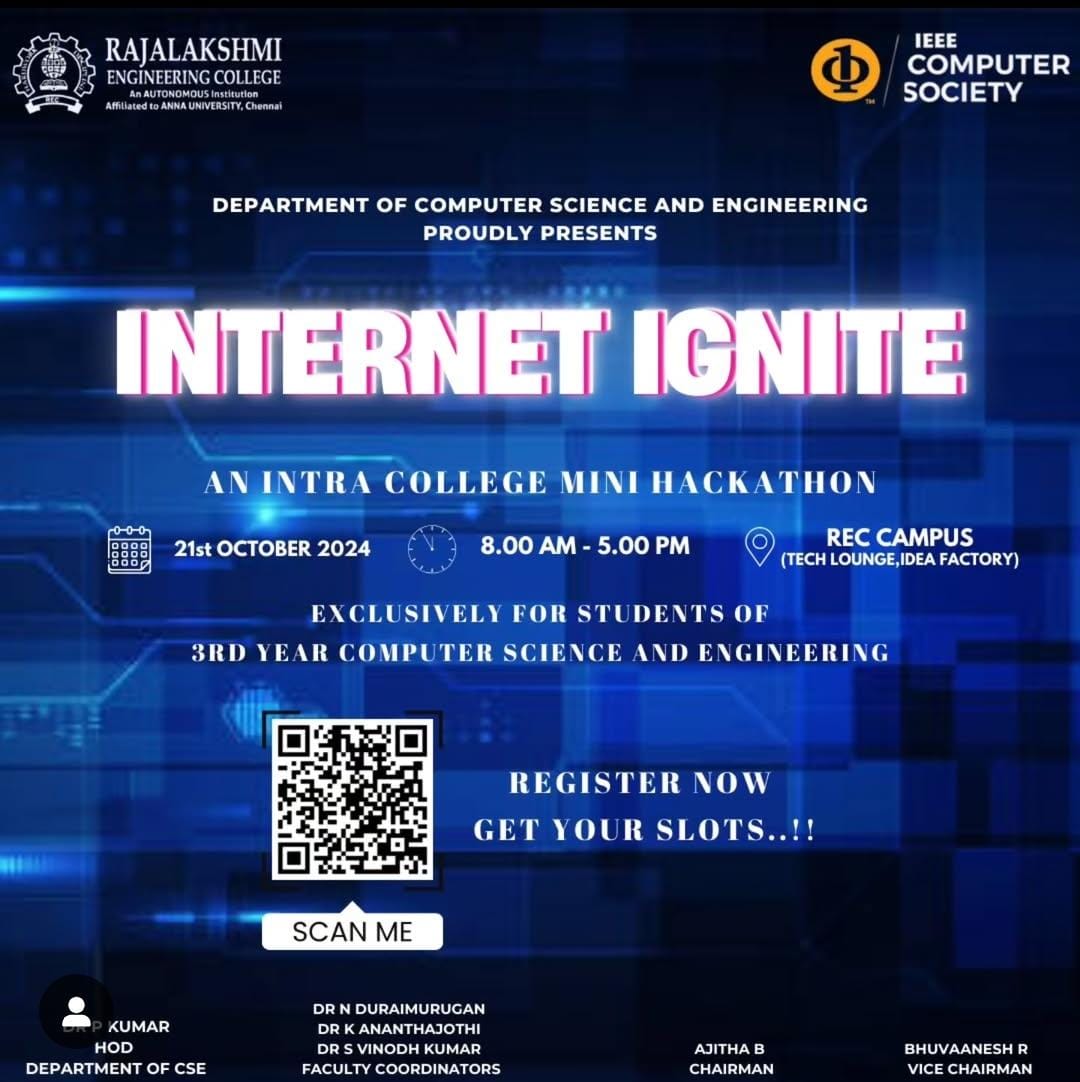 RAJALAKSHMI
ENGINEERING COLLEGE
An AUTONOMOUS Institution
Affiliated to ANNA UNIVERSITY, Chennai
REC
IEEE
COMPUTER
SOCIETY
TM
DEPARTMENT OF COMPUTER SCIENCE AND ENGINEERING
PROUDLY PRESENTS
INTERNET IGNITE
AN INTRA COLLEGE MINI HACKATHON
21st OCTOBER 2024
8.00 AM - 5.00 PM
REC CAMPUS
(TECH LOUNGE,IDEA FACTORY)
EXCLUSIVELY FOR STUDENTS OF
3RD YEAR COMPUTER SCIENCE AND ENGINEERING
REGISTER NOW
GET YOUR SLOTS..!!
SCAN ME
DR P KUMAR
HOD
DEPARTMENT OF CSE
DR N DURAIMURUGAN
DR K ANANTHAJOTHI
DR S VINODH KUMAR
FACULTY COORDINATORS
AJITHA B
CHAIRMAN
BHUVAANESH R
VICE CHAIRMAN